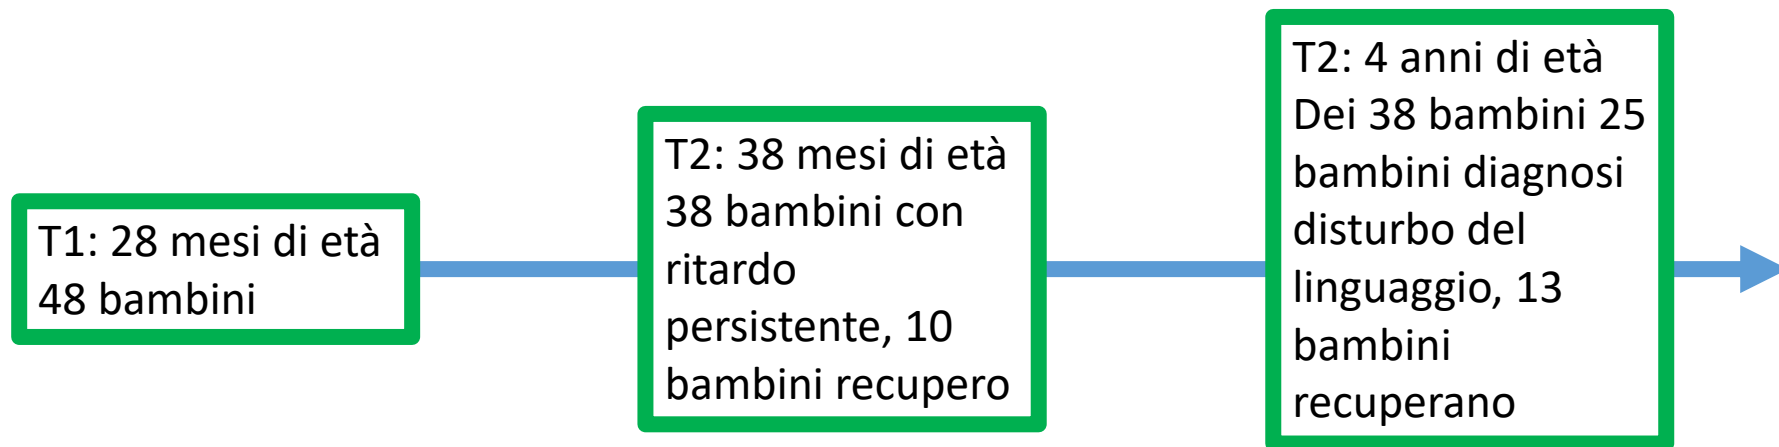 T1: 28 mesi di età
48 bambini
T2: 38 mesi di età
38 bambini con
ritardo
persistente, 10
bambini recupero
T2: 4 anni di età
Dei 38 bambini 25
bambini diagnosi
disturbo del
linguaggio, 13
bambini
recuperano